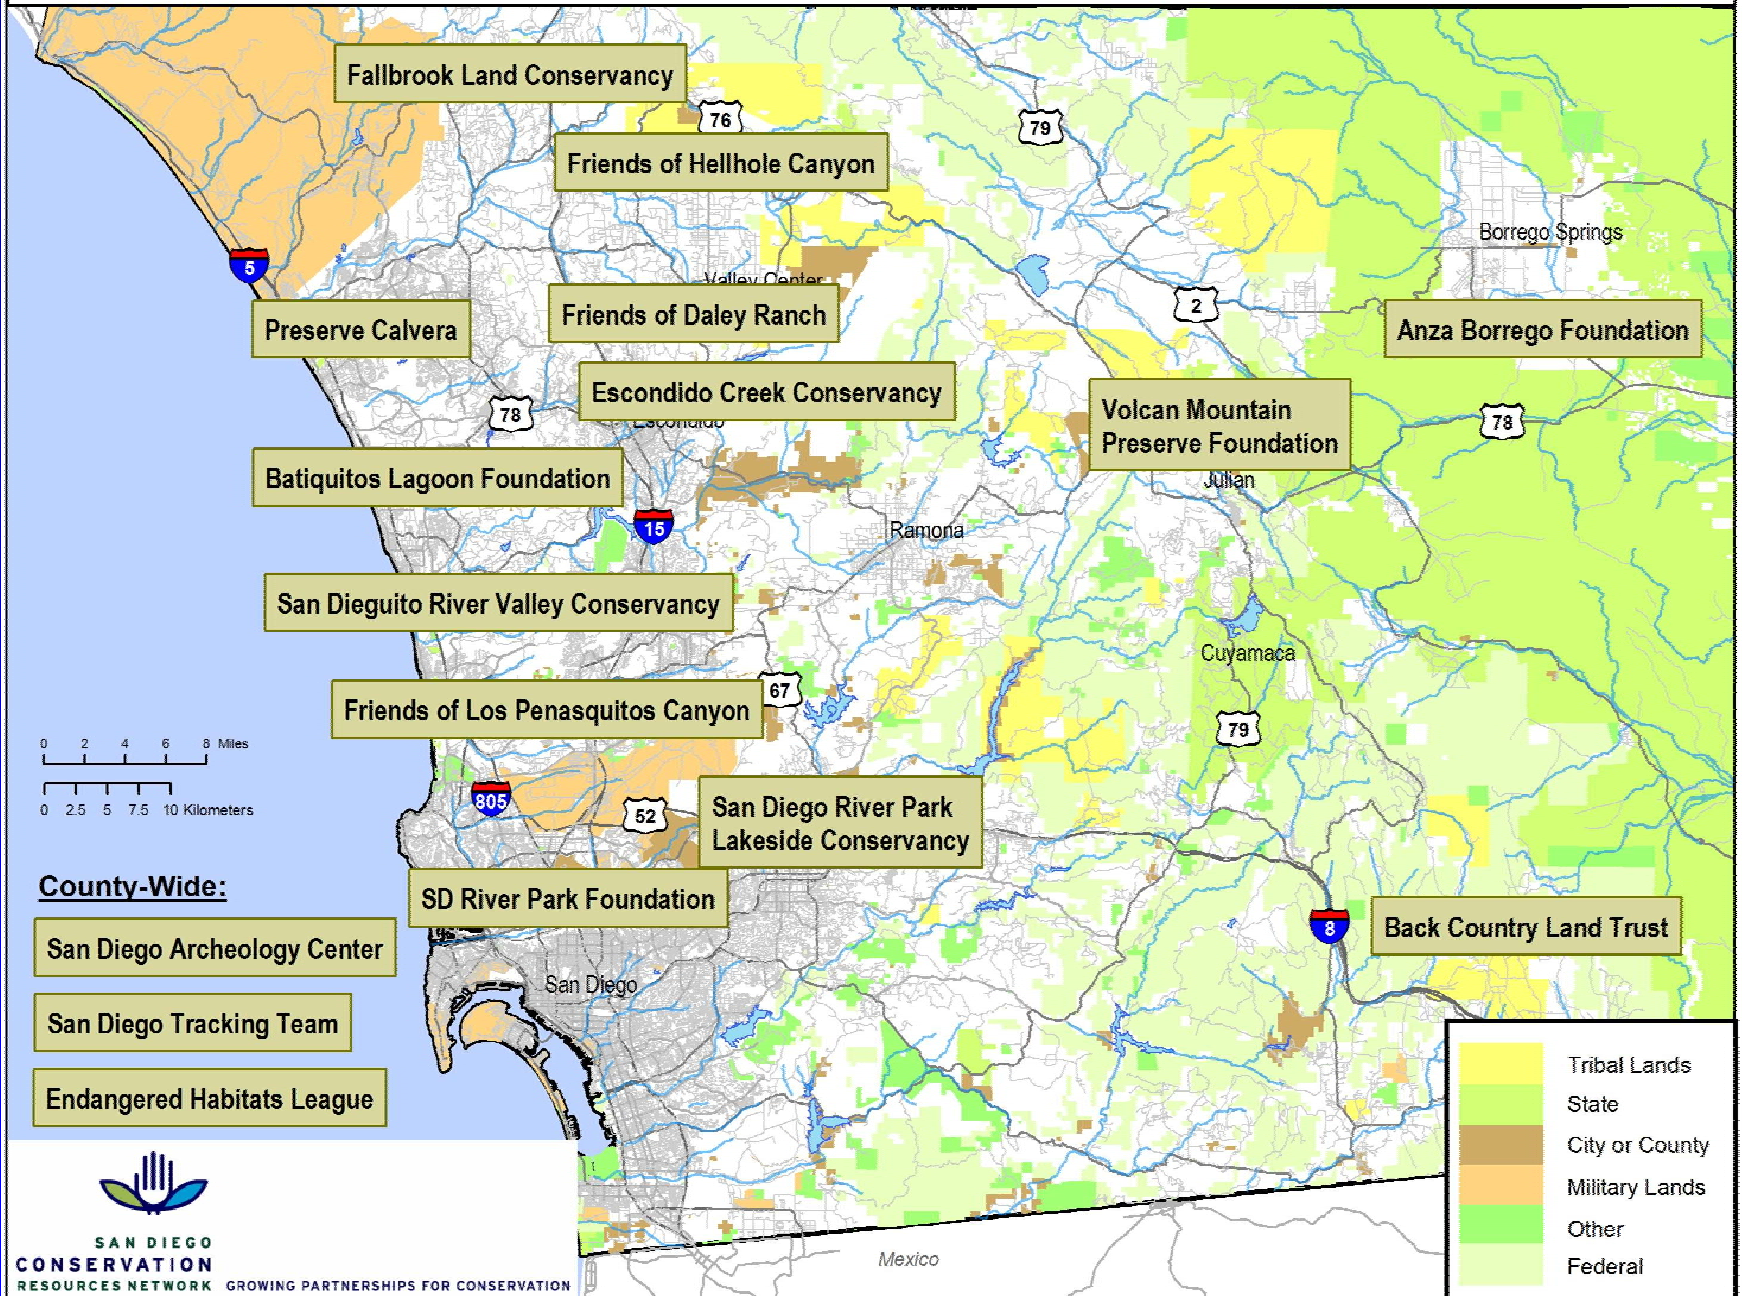 Fallbrook Land Conservancy
76
79
Friends of Hellhole Canyon
Borrego Springs
5
Valley Center
2
Preserve Calvera
Friends of Daley Ranch
Anza Borrego Foundation
Escondido Creek Conservancy
78
Escondido
Volcan Mountain
Preserve Foundation
78
Batiquitos Lagoon Foundation
Julian
15
Ramona
San Dieguito River Valley Conservancy
Cuyamaca
67
Friends of Los Penasquitos Canyon
79
0 2 4 6 8 Miles
0 2.5 5 7.5 10 Kilometers
805
52
San Diego River Park
Lakeside Conservancy
County-Wide:
SD River Park Foundation
8
Back Country Land Trust
San Diego Archeology Center
San Diego
San Diego Tracking Team
Endangered Habitats League
Tribal Lands
State
City or County
Military Lands
Other
Federal
Mexico
SAN DIEGO
CONSERVATION
RESOURCES NETWORK GROWING PARTNERSHIPS FOR CONSERVATION